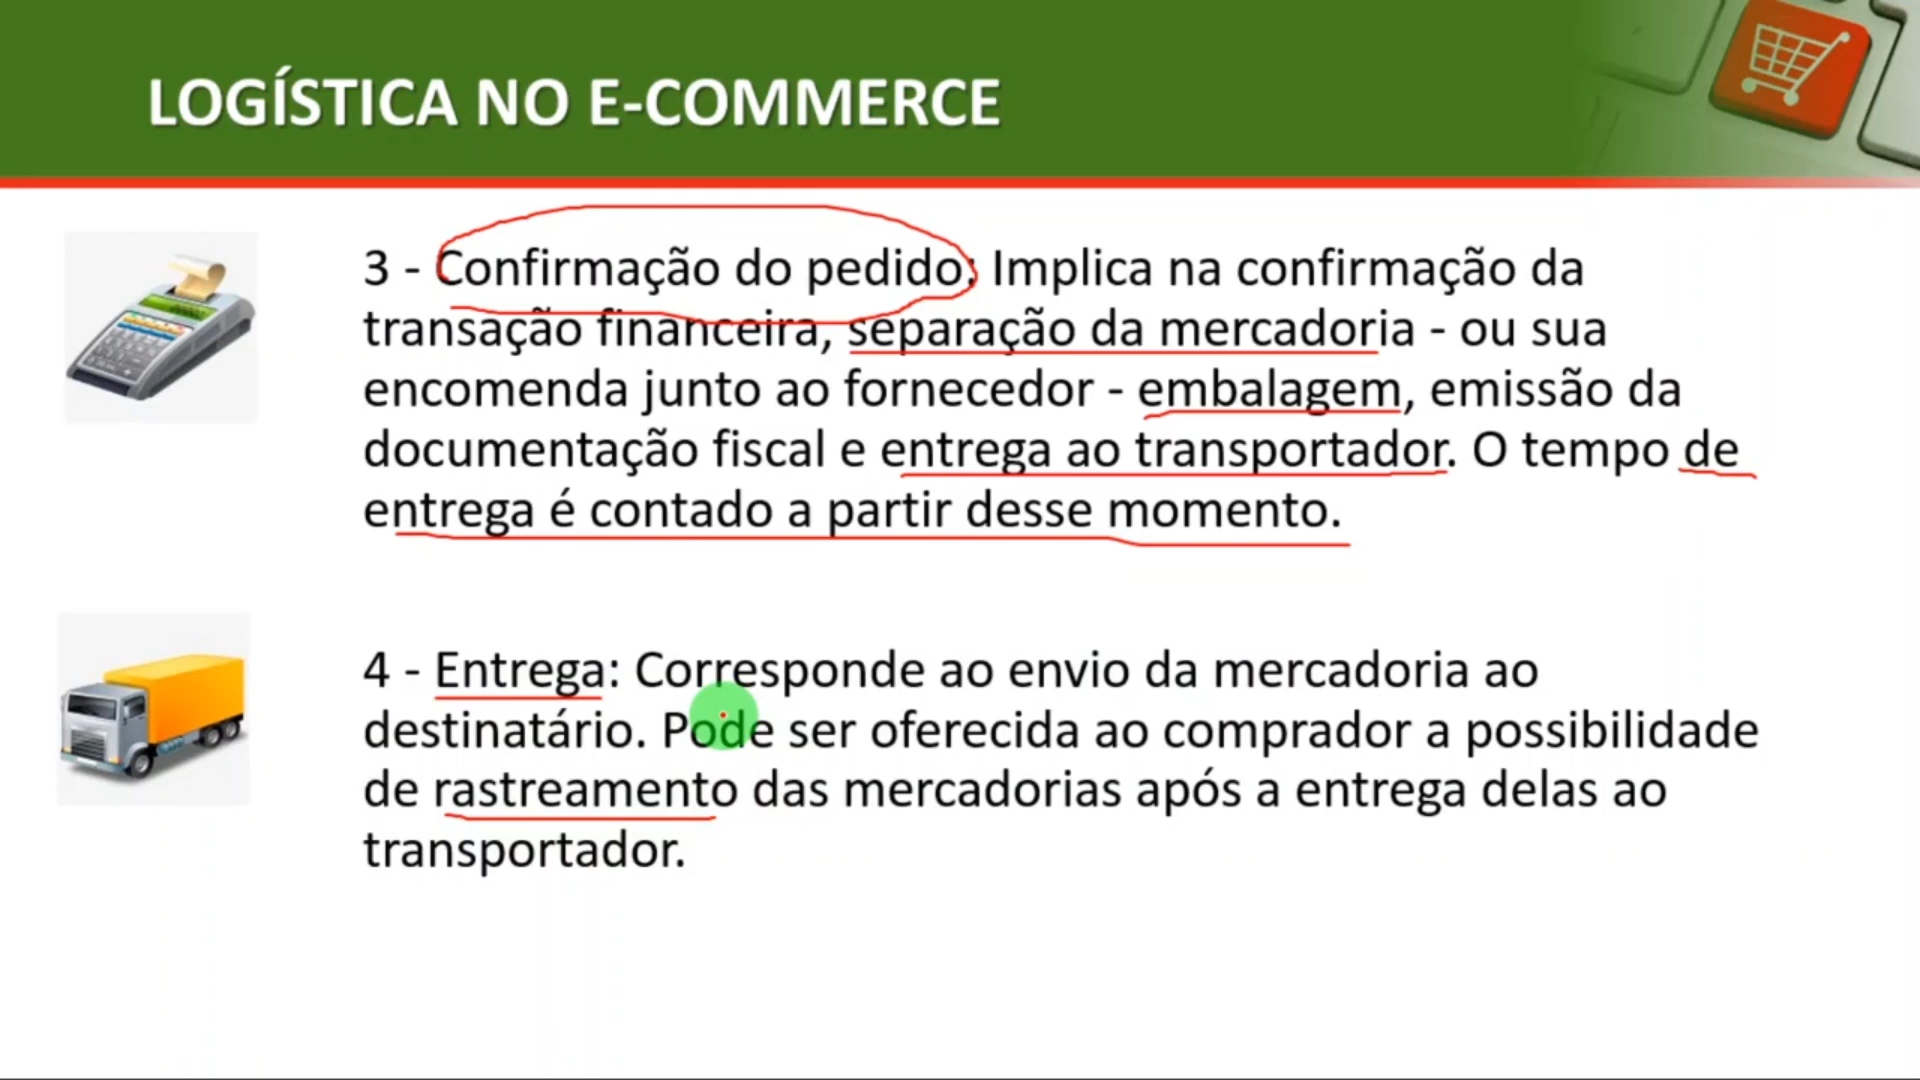 LOGÍSTICA NO E-COMMERCE
3 - Confirmação do pedido: Implica na confirmação da
transação financeira, separação da mercadoria - ou sua
encomenda junto ao fornecedor - embalagem, emissão da
documentação fiscal e entrega ao transportador. O tempo de
entrega é contado a partir desse momento.
4 - Entrega: Corresponde ao envio da mercadoria ao
destinatário. Pode ser oferecida ao comprador a possibilidade
de rastreamento das mercadorias após a entrega delas ao
transportador.